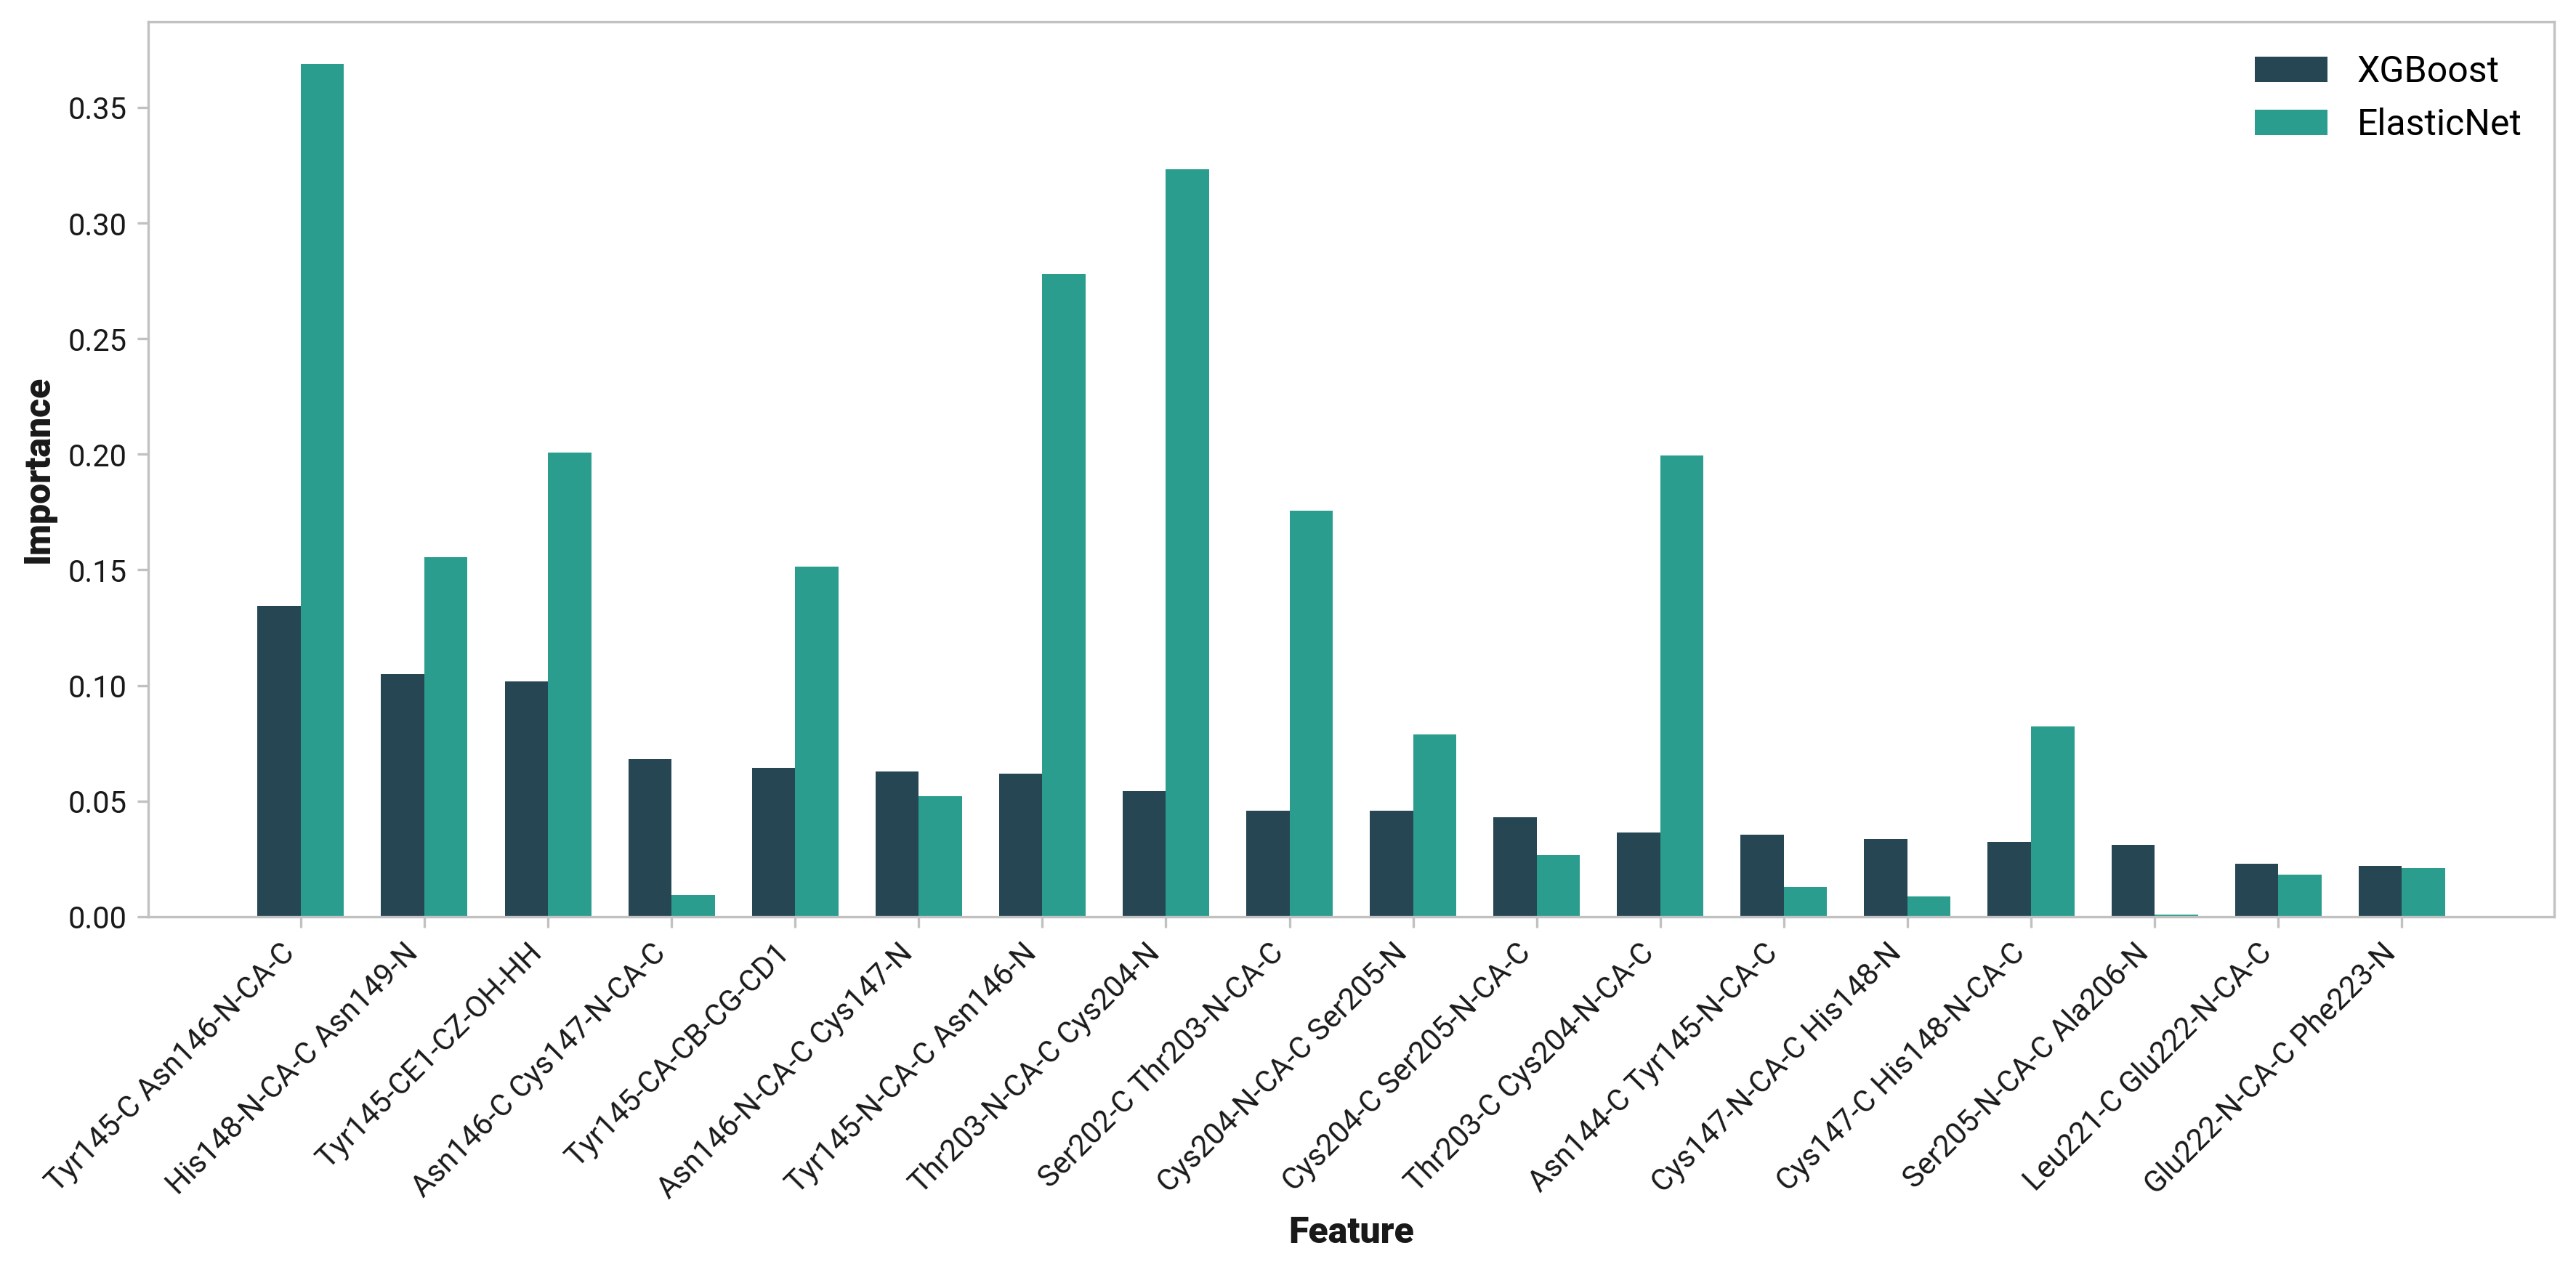 XGBoost
ElasticNet
Importance
0.35
0.30
0.25
0.20
0.15
0.10
0.05
0.00
Tyr145-C Asn146-N-CA-C
His148-N-CA-C Asn149-N
Tyr145-CE1-CZ-OH-HH
Asn146-C Cys147-N-CA-C
Tyr145-CA-CB-CG-CD1
Asn146-N-CA-C Cys147-N
Tyr145-N-CA-C Asn146-N
Thr203-N-CA-C Cys204-N
Ser202-C Thr203-N-CA-C
Cys204-N-CA-C Ser205-N
Cys204-C Ser205-N-CA-C
Thr203-C Cys204-N-CA-C
Asn144-C Tyr145-N-CA-C
Cys147-N-CA-C His148-N
Cys147-C His148-N-CA-C
Ser205-N-CA-C Ala206-N
Leu221-C Glu222-N-CA-C
Glu222-N-CA-C Phe223-N
Feature